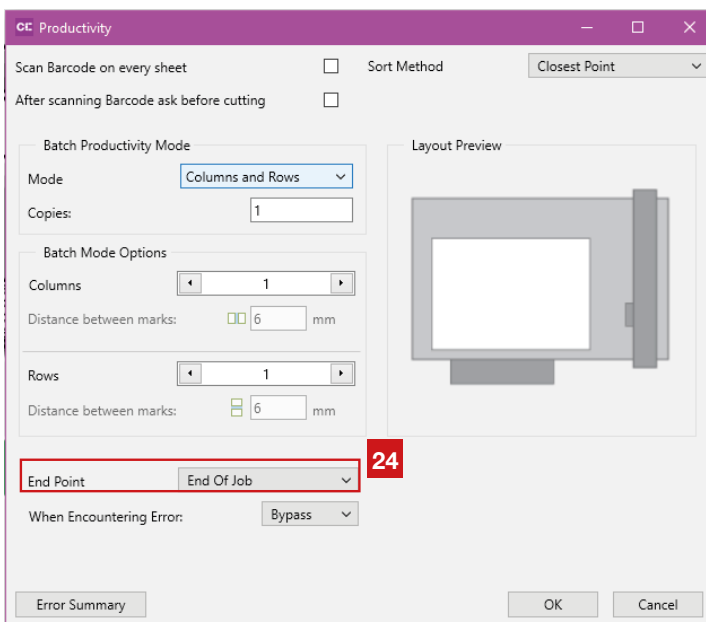 CE Productivity
Scan Barcode on every sheet
Sort Method Closest Point
After scanning Barcode ask before cutting
Batch Productivity Mode
Mode Columns and Rows
Copies: 1
Layout Preview
Batch Mode Options
Columns 1
Distance between marks: 6 mm
Rows 1
Distance between marks: 6 mm
24
End Point End Of Job
When Encountering Error: Bypass
Error Summary
OK
Cancel